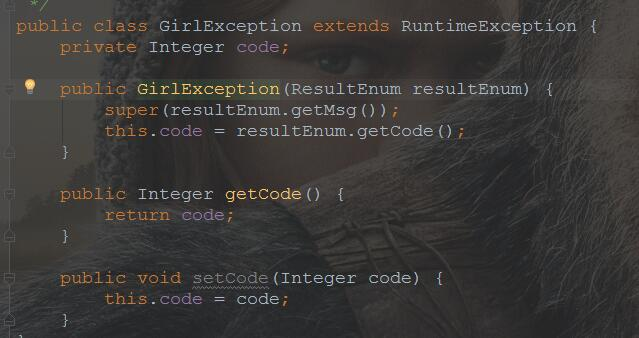 */
public class GirlException extends RuntimeException {
    private Integer code;
    public GirlException(ResultEnum resultEnum) {
        super(resultEnum.getMsg());
        this.code = resultEnum.getCode();
    }
    public Integer getCode() {
        return code;
    }
    public void setCode(Integer code) {
        this.code = code;
    }
}